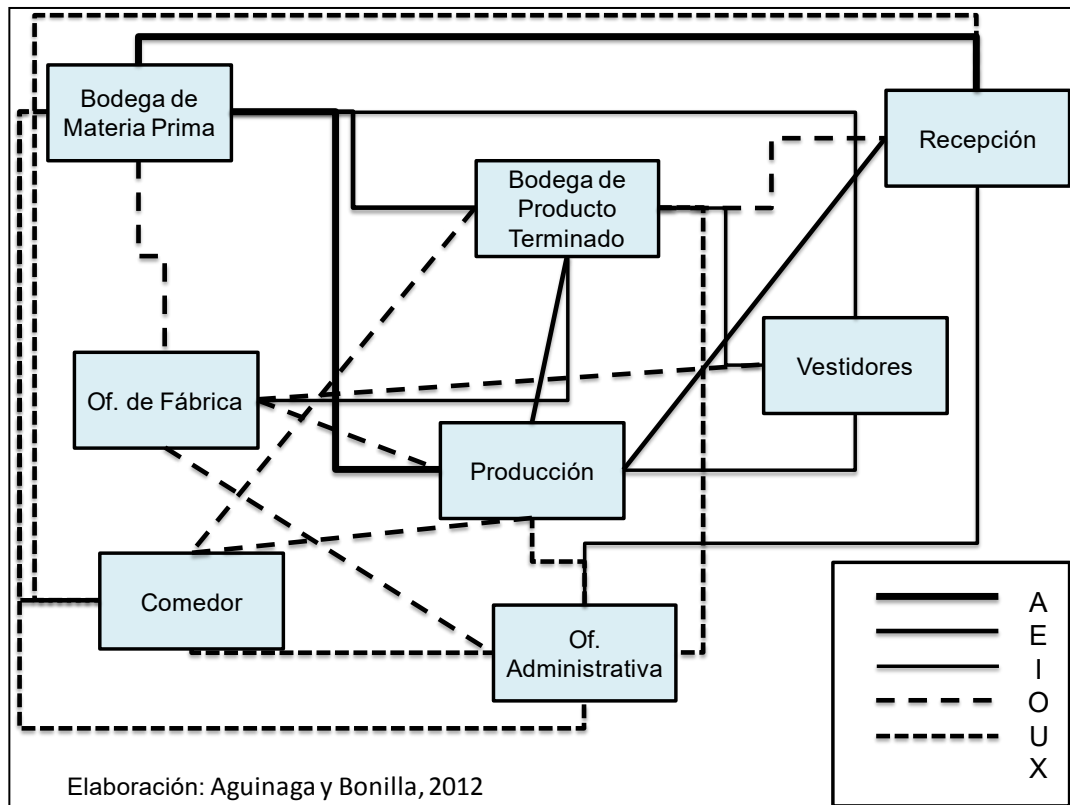 Bodega de
Materia Prima
Recepción
Bodega de
Producto
Terminado
Vestidores
Of. de Fábrica
Producción
Comedor
Of.
Administrativa
A
E
I
O
U
X
Elaboración: Aguinaga y Bonilla, 2012